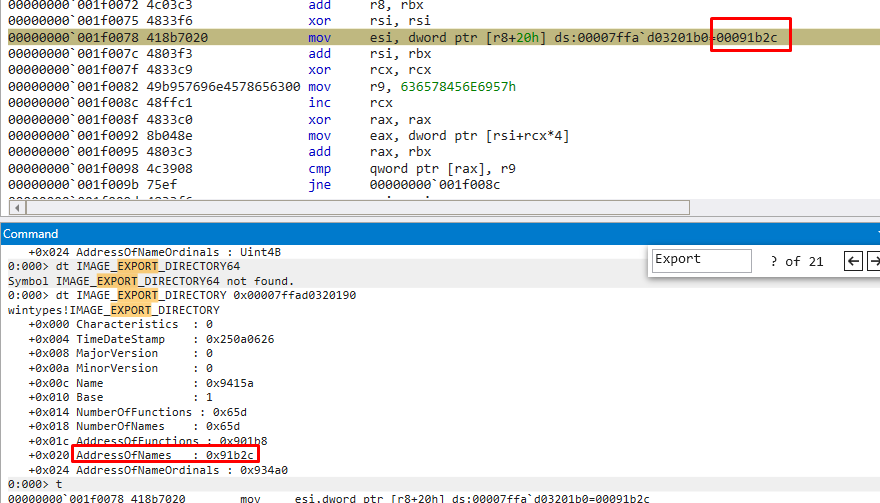 00000000`001f0072 4c03c3 add r8, rbx
00000000`001f0075 4833f6 xor rsi, rsi
00000000`001f0078 418b7020 mov esi, dword ptr [r8+20h] ds:00007ffa`d03201b0=00091b2c
00000000`001f007c 4803f3 add rsi, rbx
00000000`001f007f 4833c9 xor rcx, rcx
00000000`001f0082 49b957696e4578656300 mov r9, 636578456E6957h
00000000`001f008c 48ffc1 inc rcx
00000000`001f008f 4833c0 xor rax, rax
00000000`001f0092 8b048e mov eax, dword ptr [rsi+rcx*4]
00000000`001f0095 4803c3 add rax, rbx
00000000`001f0098 4c3908 cmp qword ptr [rax], r9
00000000`001f009b 75ef jne 00000000`001f008c
Command
+0x024 AddressOfNameOrdinals : Uint4B
0:000> dt IMAGE_EXPORT_DIRECTORY64
Symbol IMAGE_EXPORT_DIRECTORY64 not found.
0:000> dt IMAGE_EXPORT_DIRECTORY 0x00007ffad0320190
Export ? of 21
wintypes!IMAGE_EXPORT_DIRECTORY
+0x000 Characteristics : 0
+0x004 TimeDateStamp : 0x250a0626
+0x008 MajorVersion : 0
+0x00a MinorVersion : 0
+0x00c Name : 0x9415a
+0x010 Base : 1
+0x014 NumberOfFunctions : 0x65d
+0x018 NumberOfNames : 0x65d
+0x01c AddressOfFunctions : 0x901b8
+0x020 AddressOfNames : 0x91b2c
+0x024 AddressOfNameOrdinals : 0x934a0
0:000> t
00000000`001f0078 418b7020 mov esi,dword ptr [r8+20h] ds:00007ffa`d03201b0=00091b2c